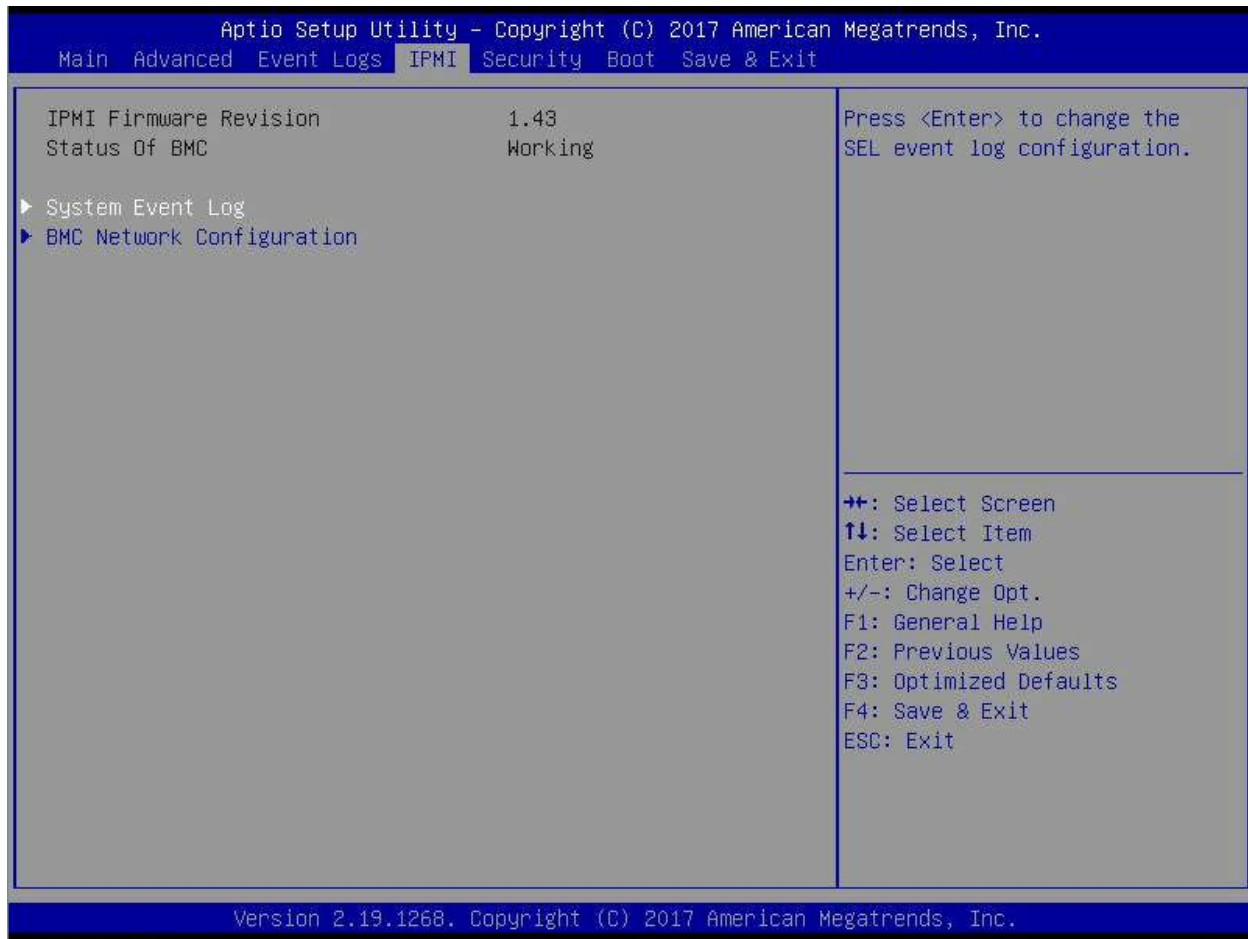 Aptio Setup Utility – Copyright (C) 2017 American Megatrends, Inc.
Main Advanced Event Logs IPMI Security Boot Save & Exit
IPMI Firmware Revision 1.43
Status Of BMC Working
▶ System Event Log
▶ BMC Network Configuration
Press <Enter> to change the
SEL event log configuration.
→←: Select Screen
↑↓: Select Item
Enter: Select
+/-: Change Opt.
F1: General Help
F2: Previous Values
F3: Optimized Defaults
F4: Save & Exit
ESC: Exit
Version 2.19.1268. Copyright (C) 2017 American Megatrends, Inc.